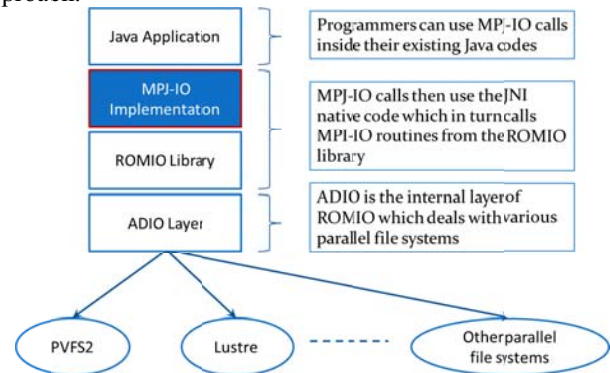 proach.
Java Application
Programmers can use MPJ-IO calls
inside their existing Java codes
MPJ-IO
Implementation
ROMIO Library
MPJ-IO calls then use the JNI
native code which in turn calls
MPI-IO routines from the ROMIO
library
ADIO Layer
ADIO is the internal layer of
ROMIO which deals with various
parallel file systems
PVFS2
Lustre
Otherparallel
file systems